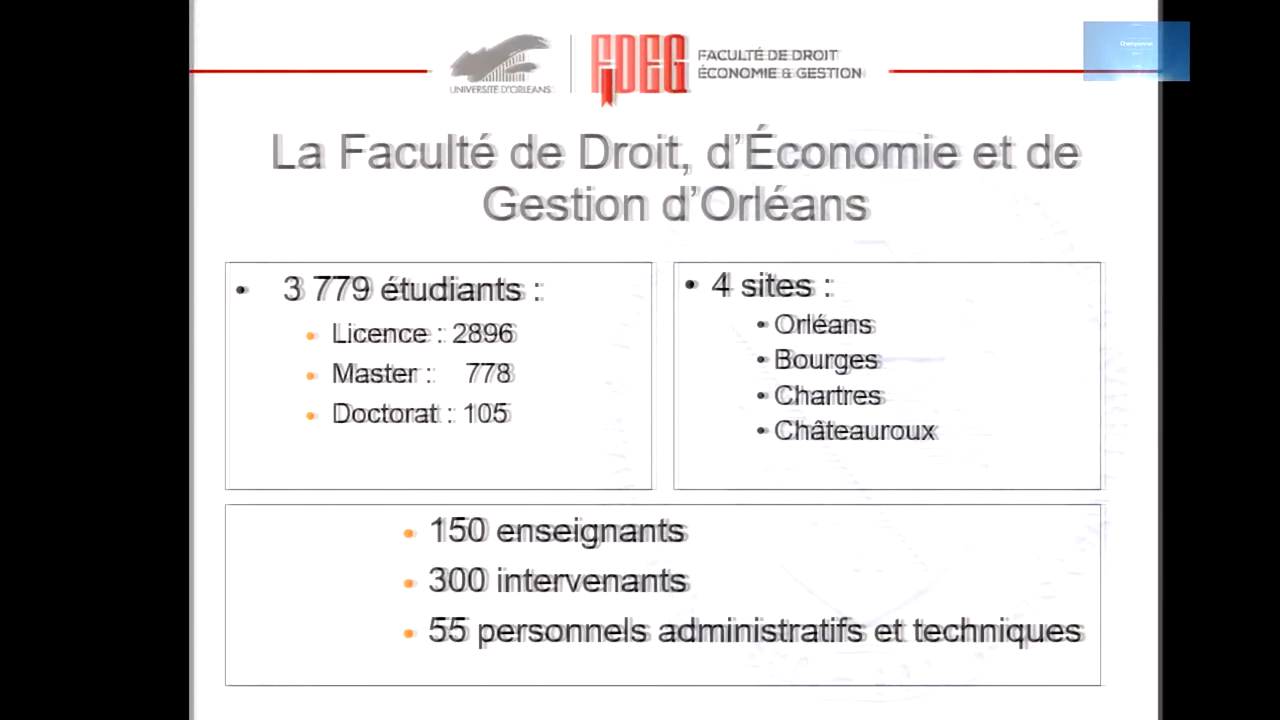 UNIVERSITÉ D'ORLÉANS
FDEG
FACULTÉ DE DROIT
ÉCONOMIE & GESTION
La Faculté de Droit, d'Économie et de
Gestion d'Orléans
• 3 779 étudiants :
• Licence : 2896
• Master : 778
• Doctorat : 105
• 4 sites :
• Orléans
• Bourges
• Chartres
• Châteauroux
• 150 enseignants
• 300 intervenants
• 55 personnels administratifs et techniques